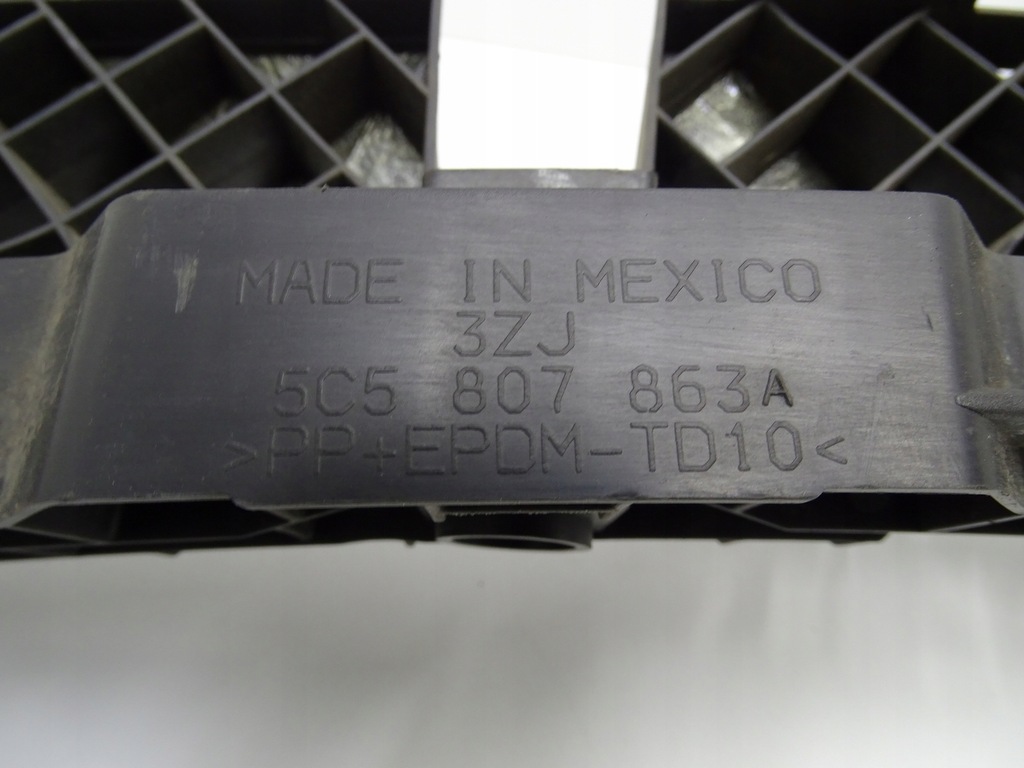 MADE IN MEXICO
3ZJ
5C5 807 863A
>PP+EPDM-TD10<